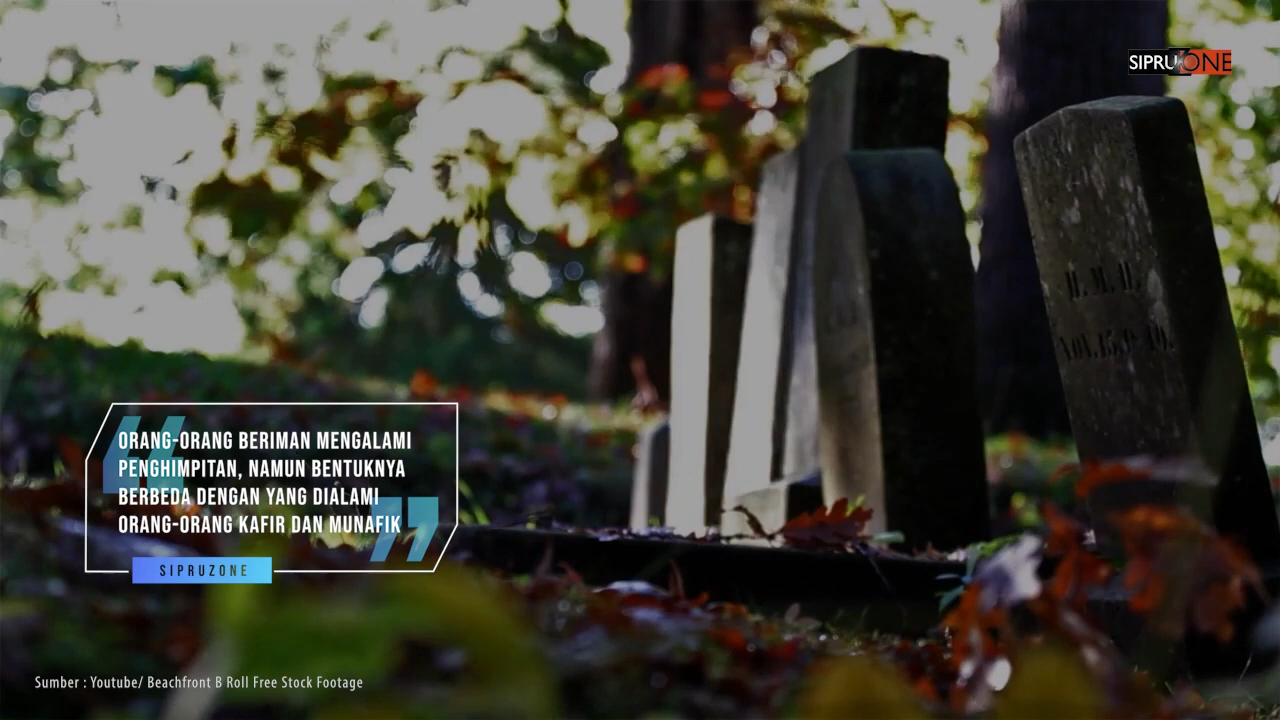 SIPRUZONE
ORANG-ORANG BERIMAN MENGALAMI
PENGHIMPITAN, NAMUN BENTUKNYA
BERBEDA DENGAN YANG DIALAMI
ORANG-ORANG KAFIR DAN MUNAFIK
SIPRUZONE
Sumber : Youtube/ Beachfront B Roll Free Stock Footage